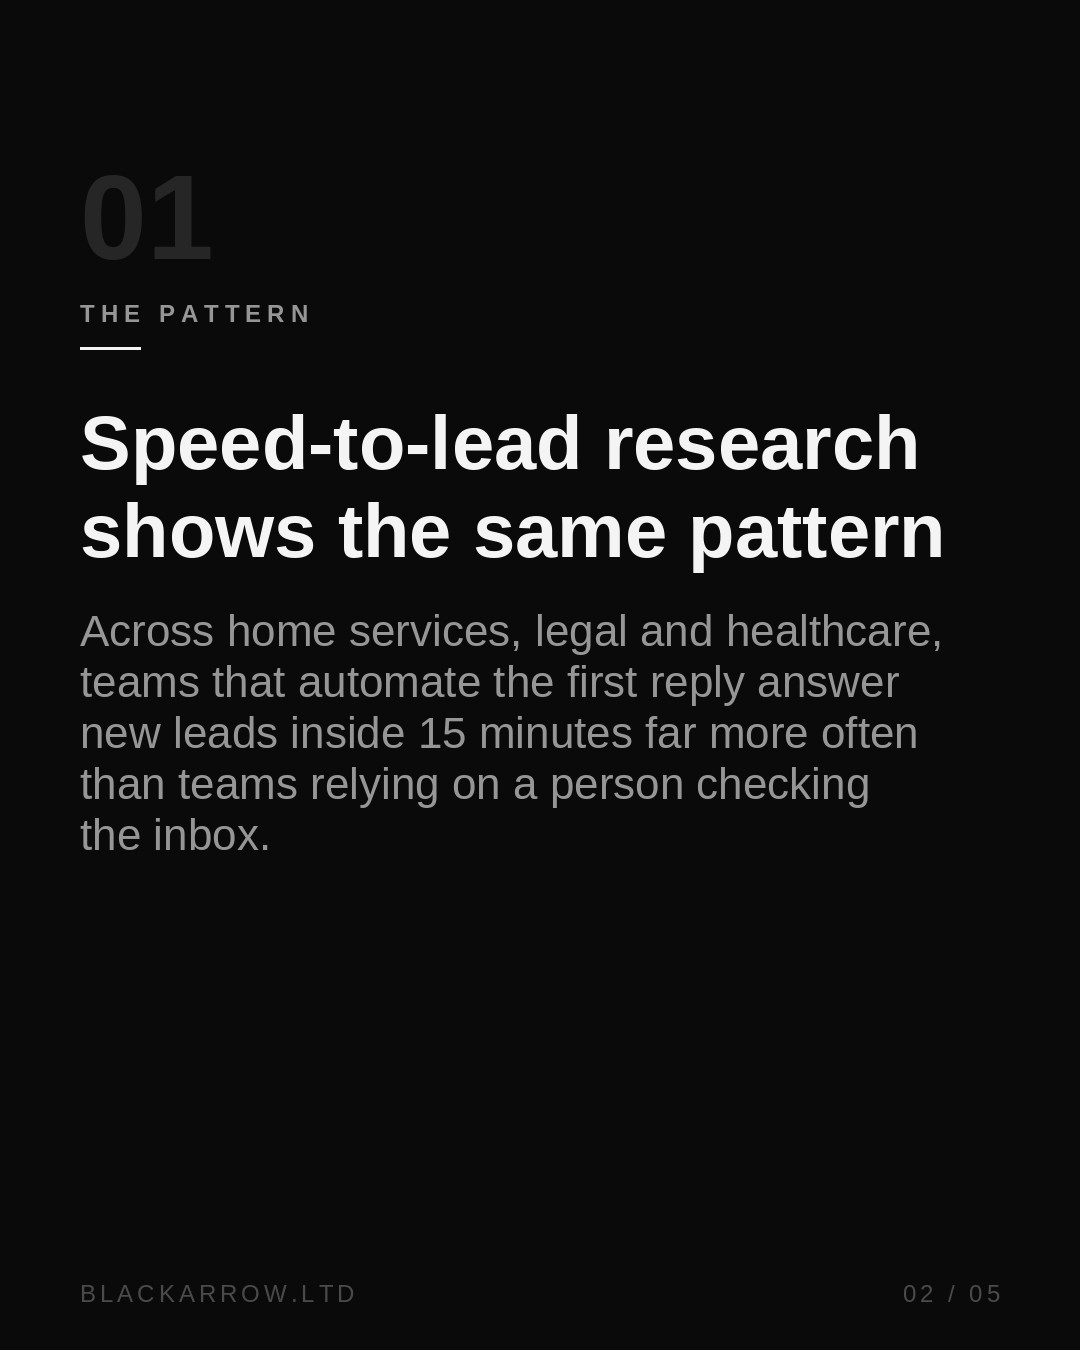 01
THE PATTERN
Speed-to-lead research
shows the same pattern
Across home services, legal and healthcare,
teams that automate the first reply answer
new leads inside 15 minutes far more often
than teams relying on a person checking
the inbox.
BLACKARROW.LTD
02 / 05